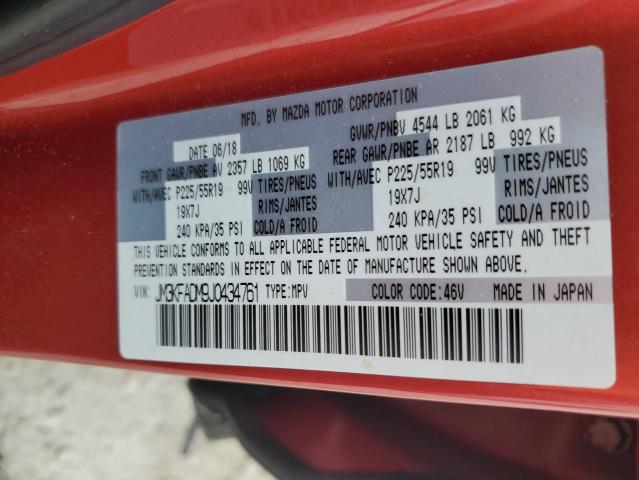 MFD. BY MAZDA MOTOR CORPORATION
DATE 06/18 GVWR/PNBV 4544 LB 2061 KG
FRONT GAWR/PNBE AV 2357 LB 1069 KG REAR GAWR/PNBE AR 2187 LB 992 KG
WITH/AVEC P225/55R19 99V TIRES/PNEUS WITH/AVEC P225/55R19 99V TIRES/PNEUS
19X7J RIMS/JANTES 19X7J RIMS/JANTES
240 KPA/35 PSI COLD/A FROID 240 KPA/35 PSI COLD/A FROID
THIS VEHICLE CONFORMS TO ALL APPLICABLE FEDERAL MOTOR VEHICLE SAFETY AND THEFT
PREVENTION STANDARDS IN EFFECT ON THE DATE OF MANUFACTURE SHOWN ABOVE.
VIN: JM3KFADM9J0434761 TYPE:MPV COLOR CODE:46V MADE IN JAPAN